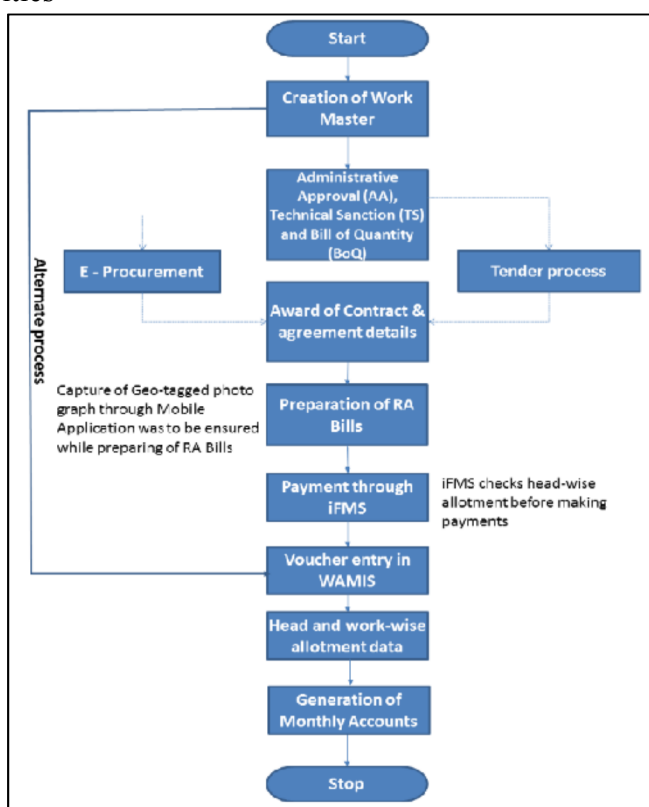 Start
Creation of Work
Master
Administrative
Approval (AA),
Technical Sanction (TS)
and Bill of Quantity
(BoQ)
E - Procurement
Tender process
Alternate process
Award of Contract &
agreement details
Capture of Geo-tagged photo
graph through Mobile
Application was to be ensured
while preparing of RA Bills
Preparation of RA
Bills
Payment through
iFMS
iFMS checks head-wise
allotment before making
payments
Voucher entry in
WAMIS
Head and work-wise
allotment data
Generation of
Monthly Accounts
Stop